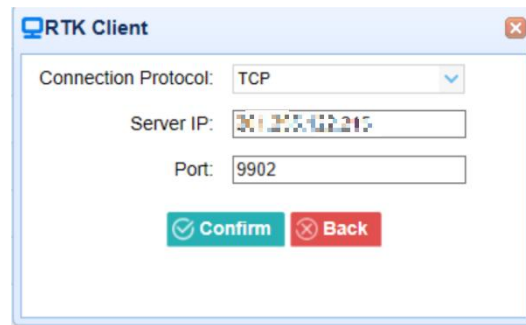 RTK Client
Connection Protocol: TCP
Server IP:
Port: 9902
Confirm Back